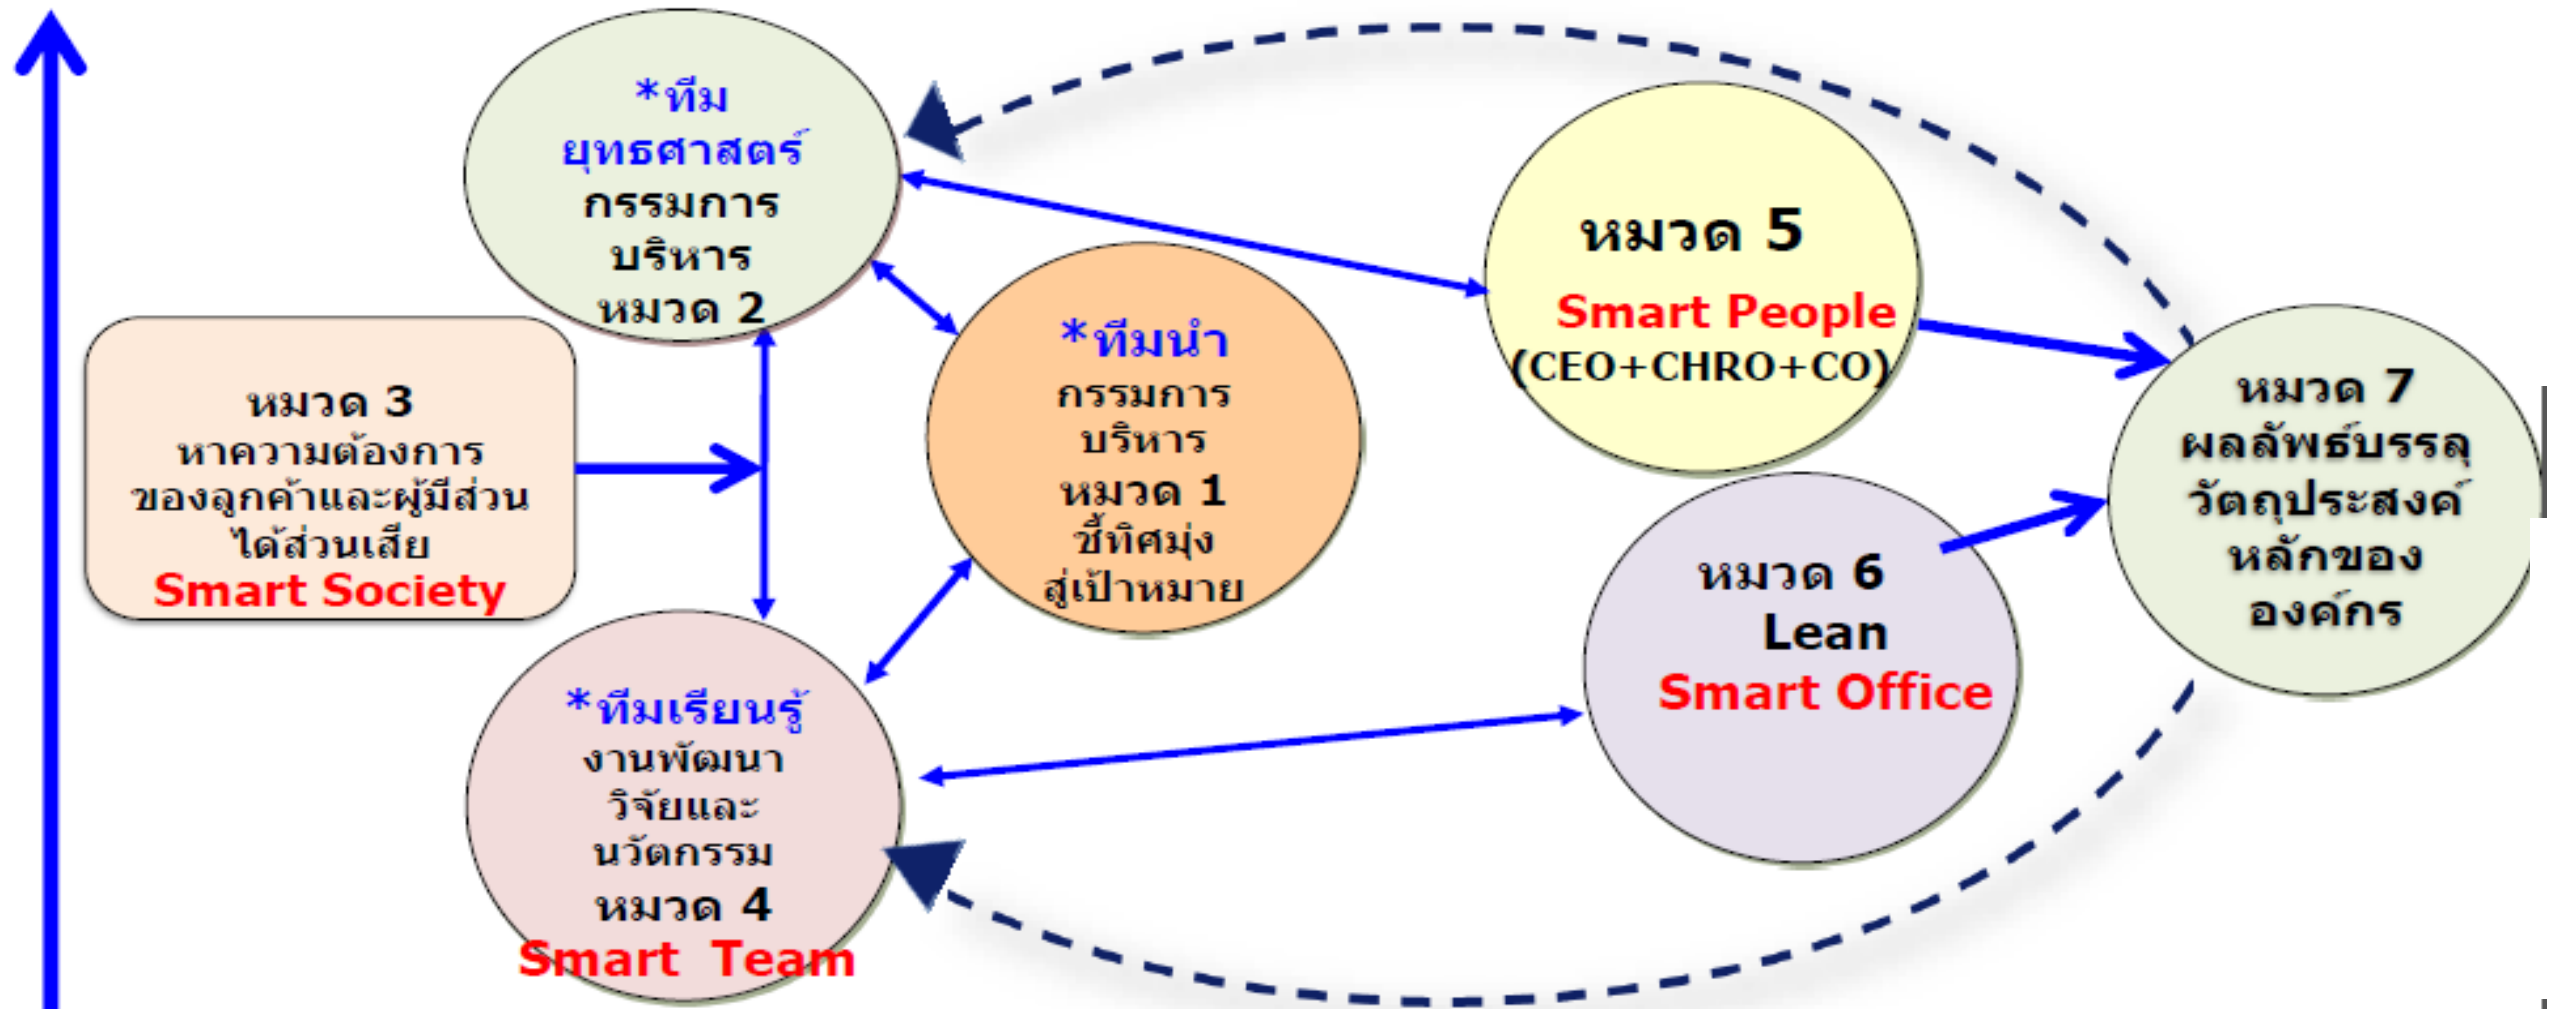 *ทีม
ยุทธศาสตร์
กรรมการ
บริหาร
หมวด 2
หมวด 3
หาความต้องการ
ของลูกค้าและผู้มีส่วน
ได้ส่วนเสีย
Smart Society
*ทีมนำ
กรรมการ
บริหาร
หมวด 1
ชี้ทิศมุ่ง
สู่เป้าหมาย
*ทีมเรียนรู้
งานพัฒนา
วิจัยและ
นวัตกรรม
หมวด 4
Smart Team
หมวด 5
Smart People
(CEO+CHRO+CO)
หมวด 6
Lean
Smart Office
หมวด 7
ผลลัพธ์บรรลุ
วัตถุประสงค์
หลักของ
องค์กร